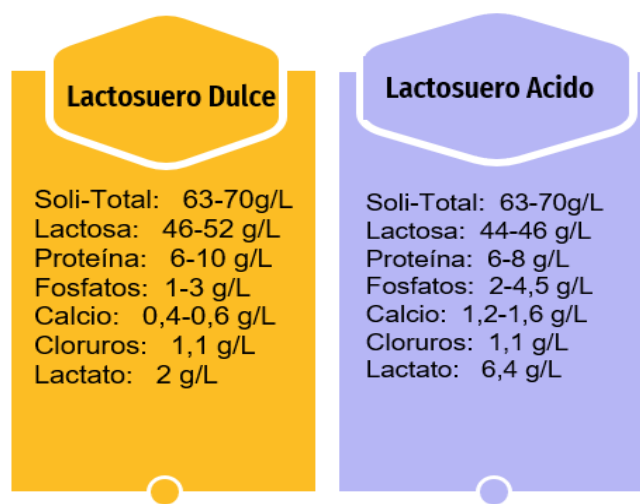 Lactosuero Dulce
Soli-Total: 63-70g/L
Lactosa: 46-52 g/L
Proteína: 6-10 g/L
Fosfatos: 1-3 g/L
Calcio: 0,4-0,6 g/L
Cloruros: 1,1 g/L
Lactato: 2 g/L
Lactosuero Acido
Soli-Total: 63-70g/L
Lactosa: 44-46 g/L
Proteína: 6-8 g/L
Fosfatos: 2-4,5 g/L
Calcio: 1,2-1,6 g/L
Cloruros: 1,1 g/L
Lactato: 6,4 g/L